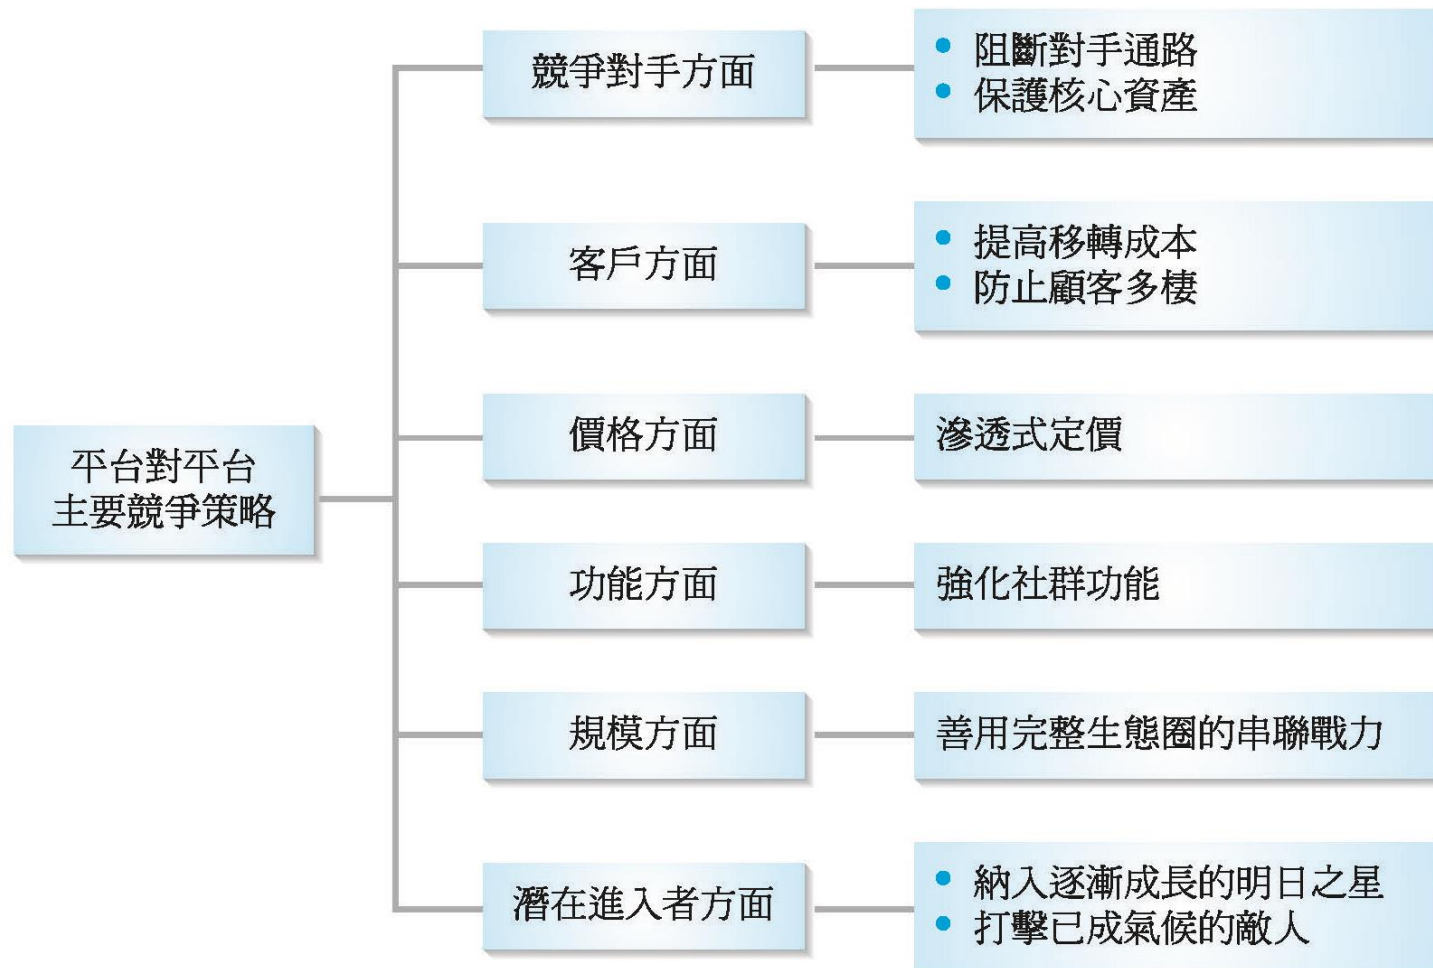 平台對平台
主要競爭策略
競爭對手方面
• 阻斷對手通路
• 保護核心資產
客戶方面
• 提高移轉成本
• 防止顧客多棲
價格方面
滲透式定價
功能方面
強化社群功能
規模方面
善用完整生態圈的串聯戰力
潛在進入者方面
• 納入逐漸成長的明日之星
• 打擊已成氣候的敵人